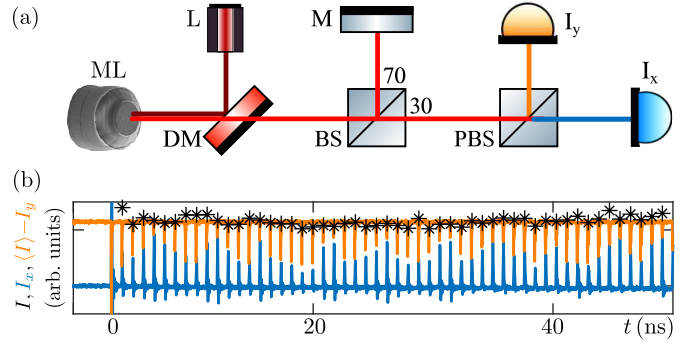 (a)
L
M
I_y
ML
70
I_x
30
DM
BS
PBS
(b)
I, I_x, ⟨I⟩−I_y
(arb. units)
0
20
40
t (ns)